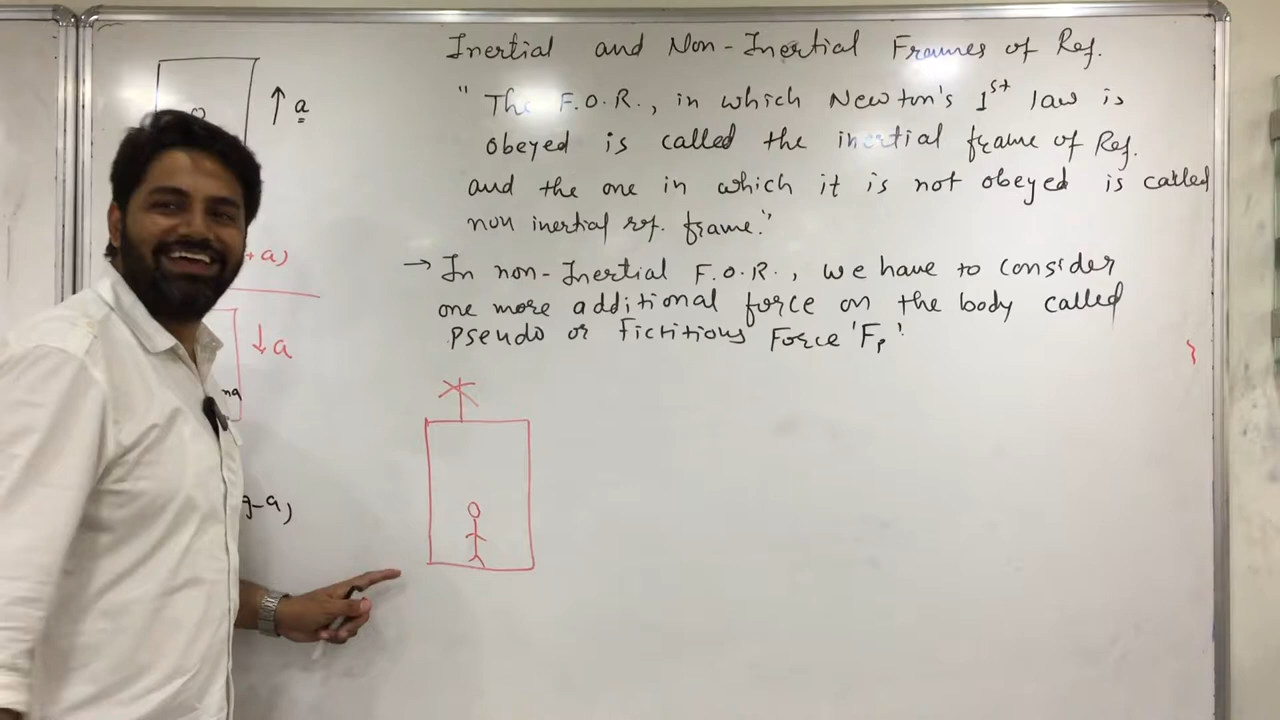 Inertial and Non-Inertial Frames of Ref.
" The F.O.R., in which Newton's 1st law is
obeyed is called the inertial frame of Ref.
and the one in which it is not obeyed is called
non inertial ref. frame."
→ In non-Inertial F.O.R., we have to consider
one more additional force on the body called
pseudo or Fictitious Force 'Fp'
↑ a
+a)
↓a
ma
g-a)